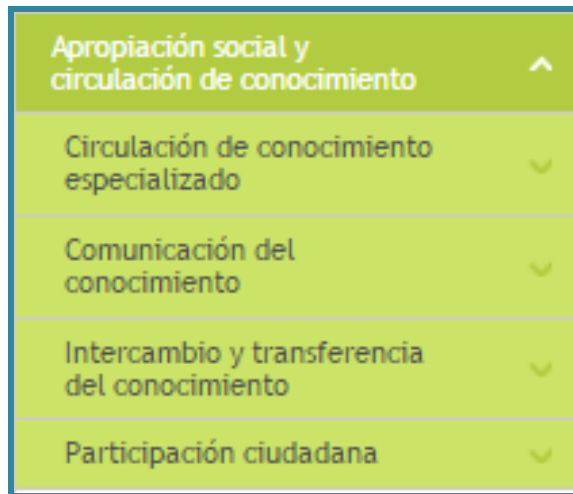 Apropiación social y
circulación de conocimiento
Circulación de conocimiento
especializado
Comunicación del
conocimiento
Intercambio y transferencia
del conocimiento
Participación ciudadana